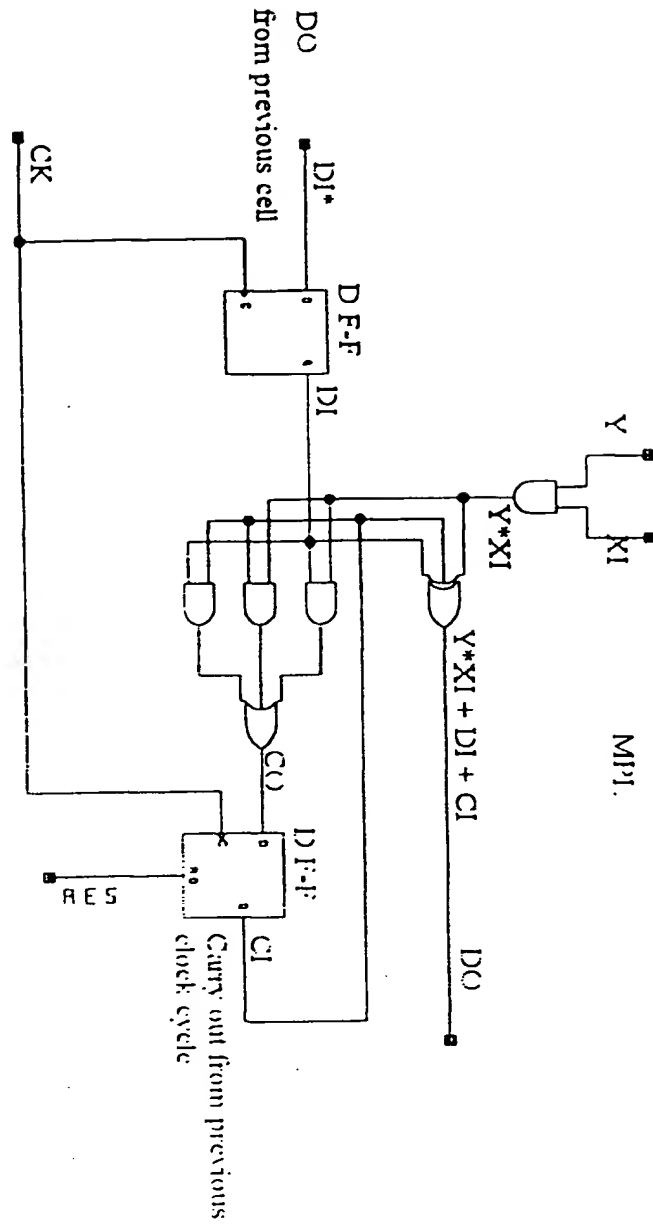 Y
XI
MPI.
Y*XI
Y*XI + DI + CI
DO
D F-F
DI*
DI
D
Q
C
DO
from previous cell
D F-F
CO
D
Q
CI
Carry out from previous
clock cycle
CK
RES